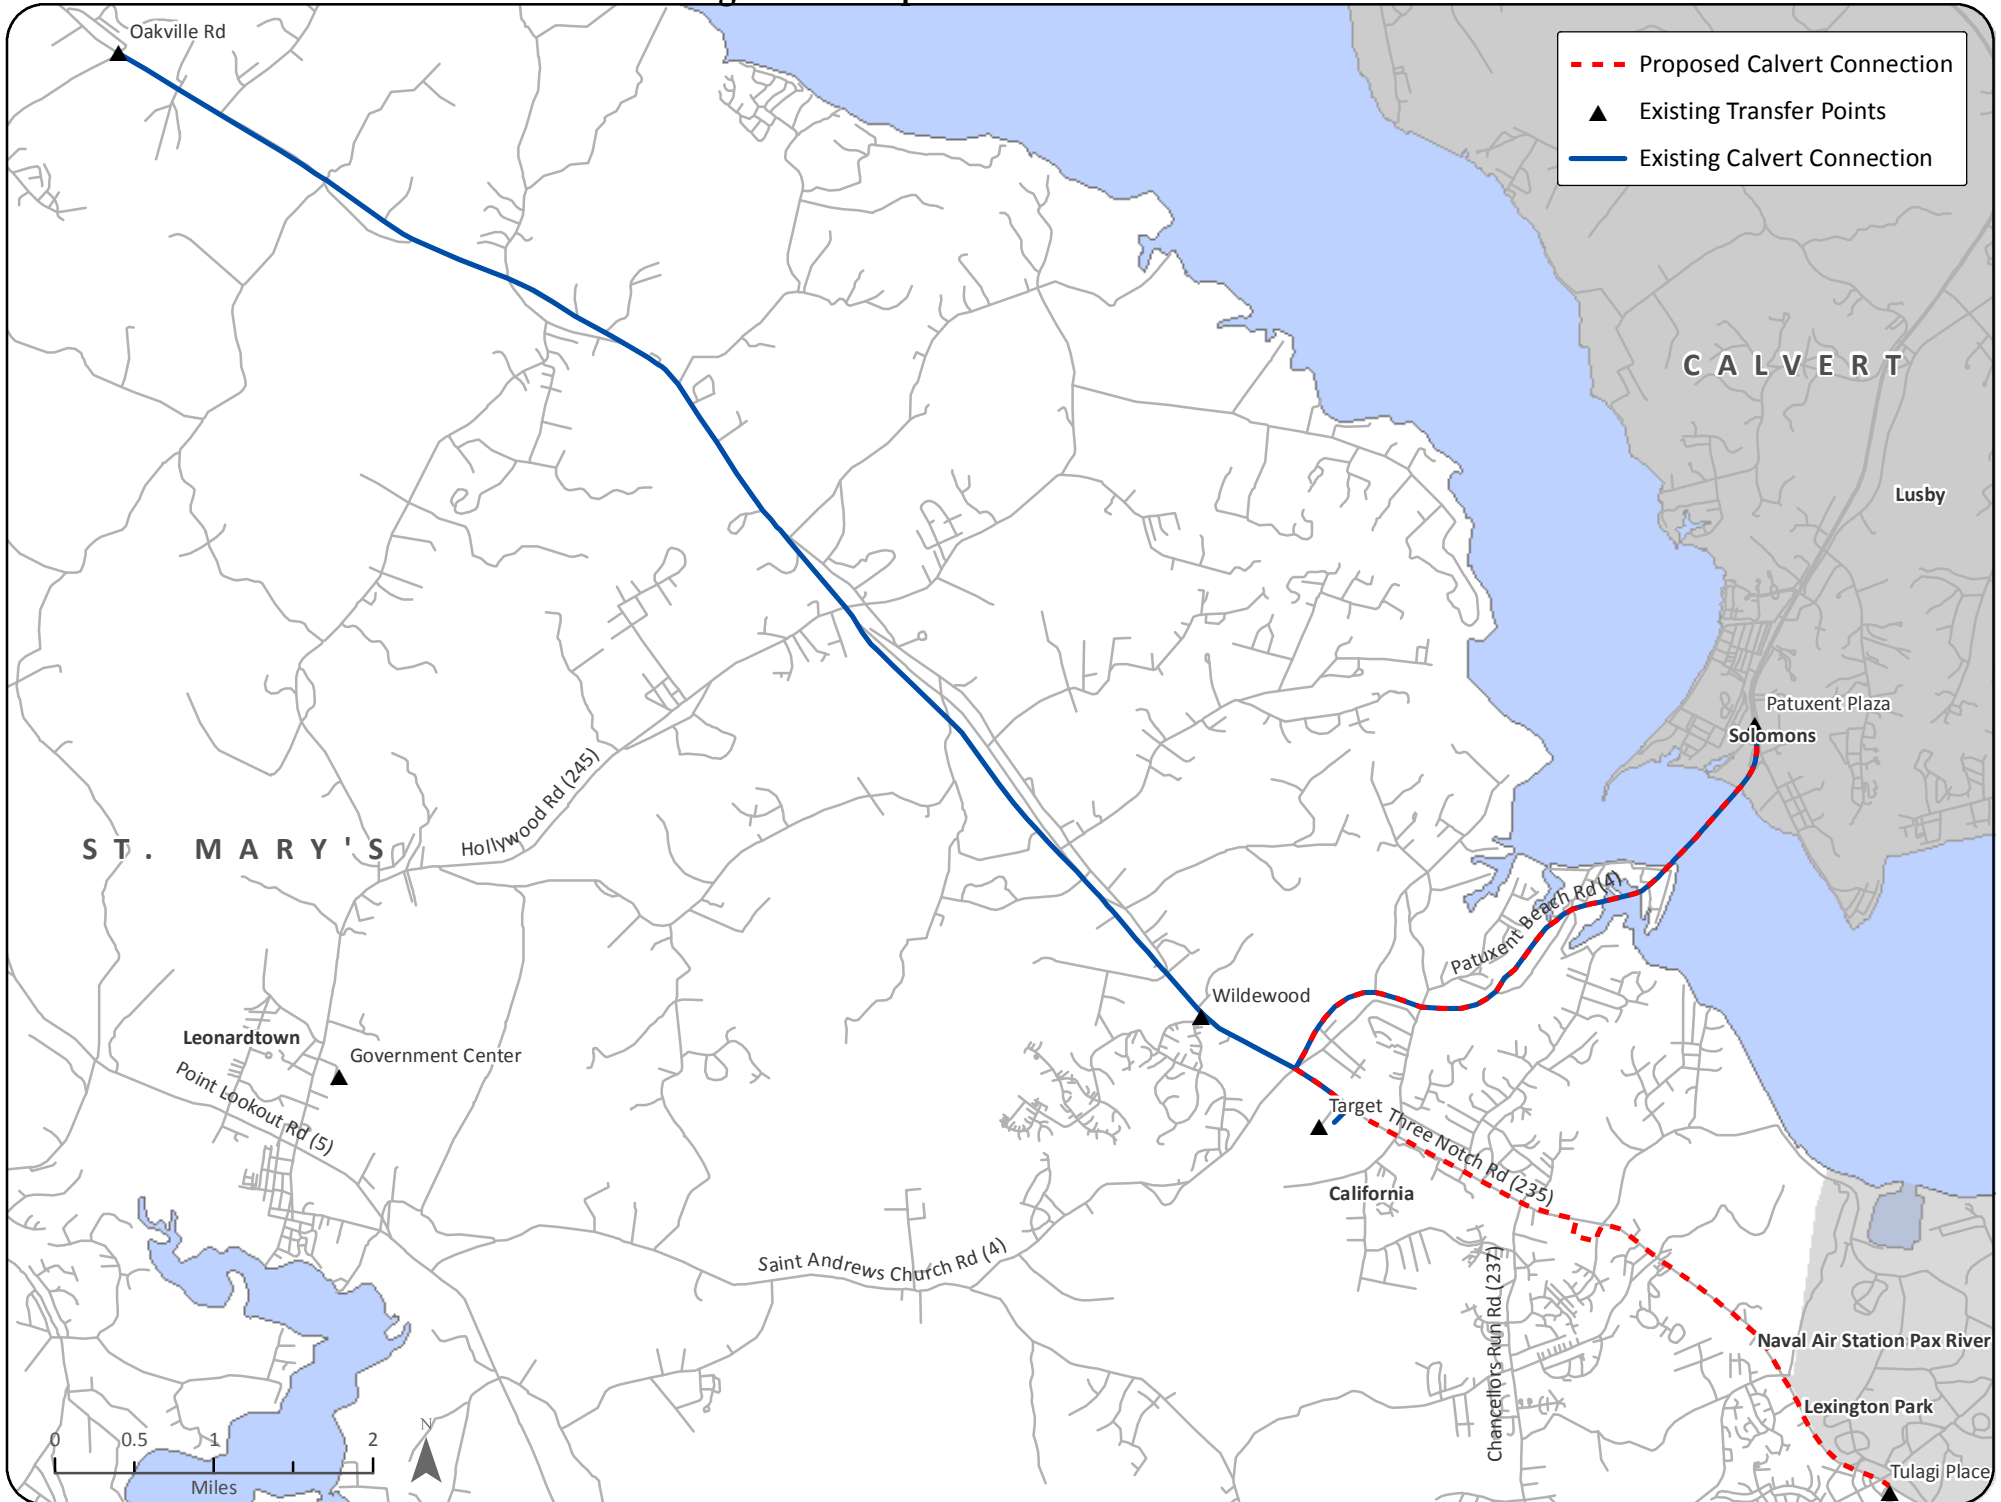 Oakville Rd
Proposed Calvert Connection
Existing Transfer Points
Existing Calvert Connection
CALVERT
Lusby
Patuxent Plaza
Solomons
Hollywood Rd (245)
ST. MARY'S
Patuxent Beach Rd (4)
Wildewood
Leonardtown
Government Center
Point Lookout Rd (5)
Target
Three Notch Rd (235)
California
Saint Andrews Church Rd (4)
Chancellors Run Rd (237)
Naval Air Station Pax River
Lexington Park
N
0 0.5 1 2
Miles
Tulagi Place